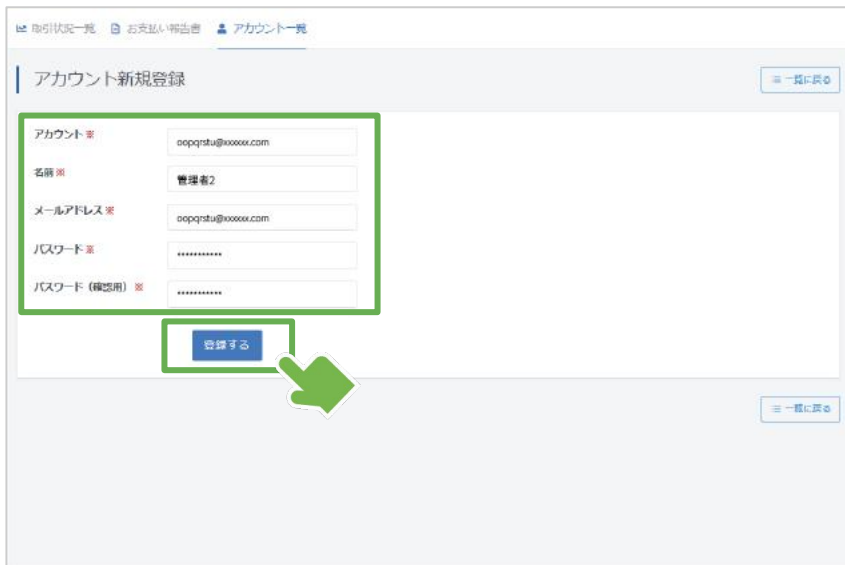 取引状況一覧 お支払い報告書 アカウント一覧
アカウント新規登録
一覧に戻る
アカウント ※ oopqrstu@xxxxxx.com
名前 ※ 管理者2
メールアドレス ※ oopqrstu@xxxxxx.com
パスワード ※ •••••••••••
パスワード（確認用） ※ •••••••••••
登録する
一覧に戻る